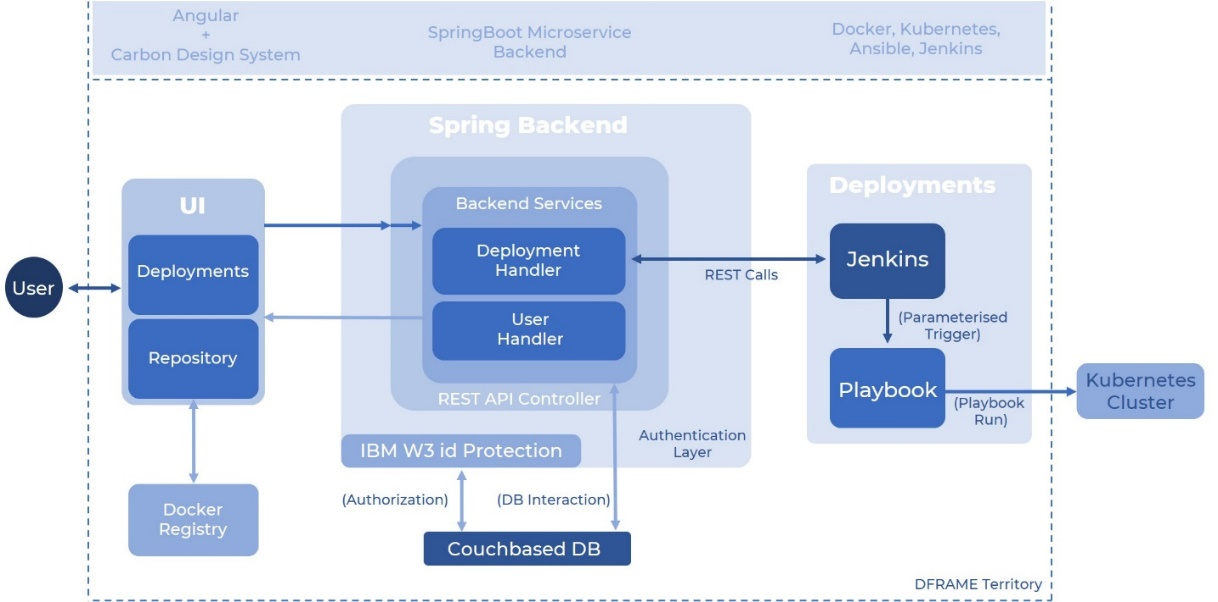 Angular
+
Carbon Design System
SpringBoot Microservice
Backend
Docker, Kubernetes,
Ansible, Jenkins
Spring Backend
Deployments
UI
Backend Services
Deployments
Deployment
Handler
Jenkins
REST Calls
User
(Parameterised
Trigger)
User
Handler
Repository
Playbook
Kubernetes
Cluster
(Playbook
Run)
REST API Controller
Authentication
Layer
IBM W3 id Protection
(Authorization)
(DB Interaction)
Docker
Registry
Couchbased DB
DFRAME Territory